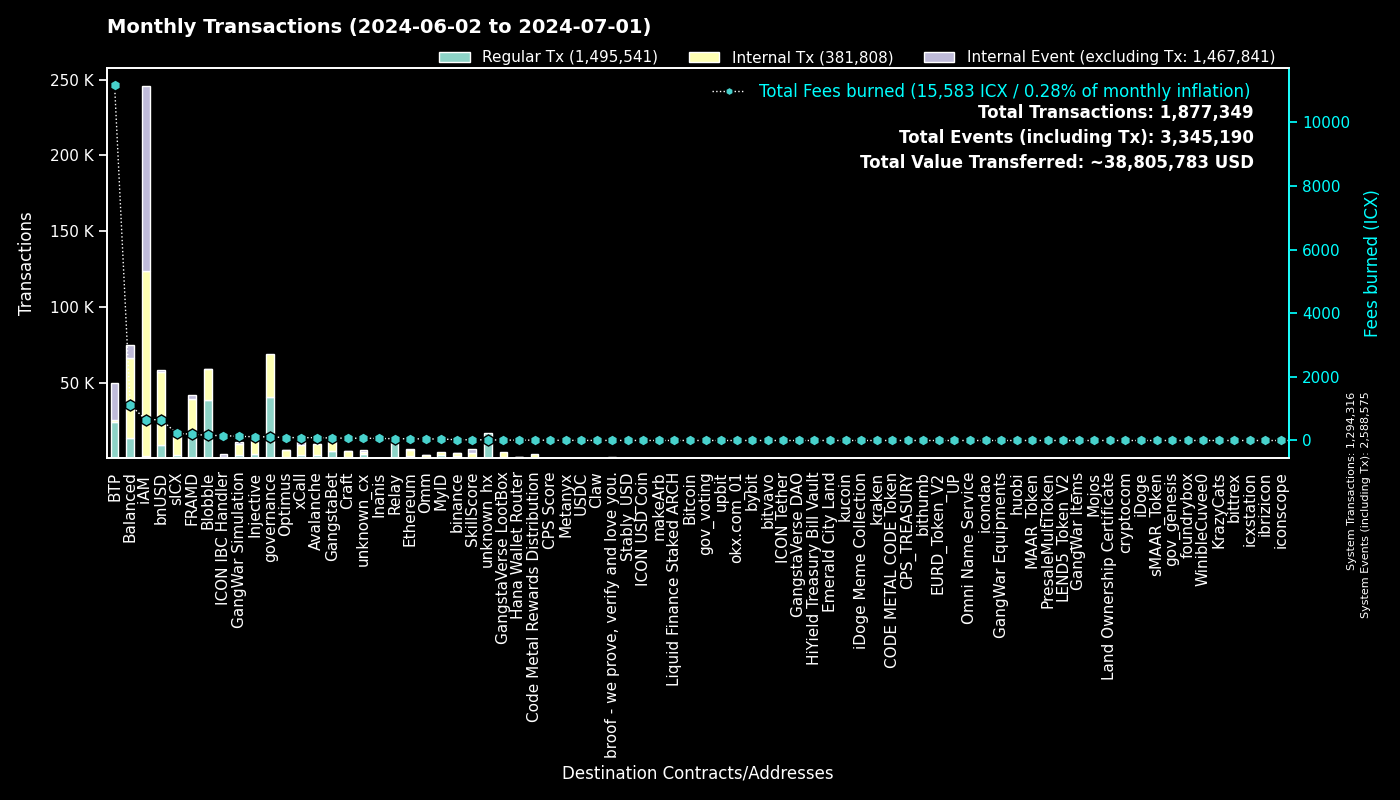 Monthly Transactions (2024-06-02 to 2024-07-01)
Regular Tx (1,495,541)
Internal Tx (381,808)
Internal Event (excluding Tx: 1,467,841)
Total Fees burned (15,583 ICX / 0.28% of monthly inflation)
Total Transactions: 1,877,349
Total Events (including Tx): 3,345,190
Total Value Transferred: ~38,805,783 USD
Transactions
250 K
200 K
150 K
100 K
50 K
10000
8000
6000
4000
2000
0
Fees burned (ICX)
System Transactions: 1,294,316
System Events (including Tx): 2,588,575
BTP
Balanced
iAM
bnUSD
sICX
FRAMD
Blobble
ICON IBC Handler
GangWar Simulation
Injective
governance
Optimus
xCall
Avalanche
GangstaBet
Craft
unknown_cx
Inanis
Relay
Ethereum
Omm
MyID
binance
SkillScore
unknown_hx
GangstaVerse LootBox
Hana Wallet Router
Code Metal Rewards Distribution
CPS Score
Metanyx
USDC
Claw
broof - we prove, verify and love you.
Stably_USD
ICON USD Coin
makeArb
Liquid Finance Staked ARCH
Bitcoin
gov_voting
upbit
okx.com_01
bybit
bitvavo
ICON Tether
GangstaVerse DAO
HiYield Treasury Bill Vault
Emerald City Land
kucoin
iDoge Meme Collection
kraken
CODE METAL CODE Token
CPS_TREASURY
bithumb
EURD_Token_V2
UP
Omni Name Service
icondao
GangWar Equipments
huobi
MAAR_Token
PresaleMultiToken
LEND5_Token_V2
GangWar Items
Mojos
Land Ownership Certificate
cryptocom
iDoge
sMAAR_Token
gov_genesis
foundrybox
WinibleCuvee0
KrazyCats
bittrex
icxstation
ibrizicon
iconscope
Destination Contracts/Addresses